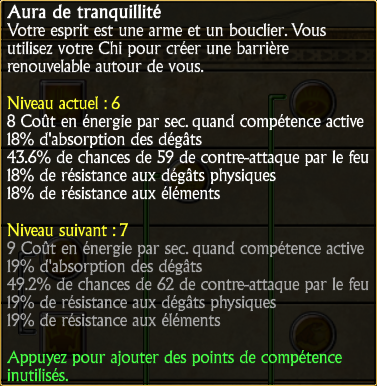 Aura de tranquillité
Votre esprit est une arme et un bouclier. Vous
utilisez votre Chi pour créer une barrière
renouvelable autour de vous.
Niveau actuel : 6
8 Coût en énergie par sec. quand compétence active
18% d'absorption des dégâts
43.6% de chances de 59 de contre-attaque par le feu
18% de résistance aux dégâts physiques
18% de résistance aux éléments
Niveau suivant : 7
9 Coût en énergie par sec. quand compétence active
19% d'absorption des dégâts
49.2% de chances de 62 de contre-attaque par le feu
19% de résistance aux dégâts physiques
19% de résistance aux éléments
Appuyez pour ajouter des points de compétence
inutilisés.